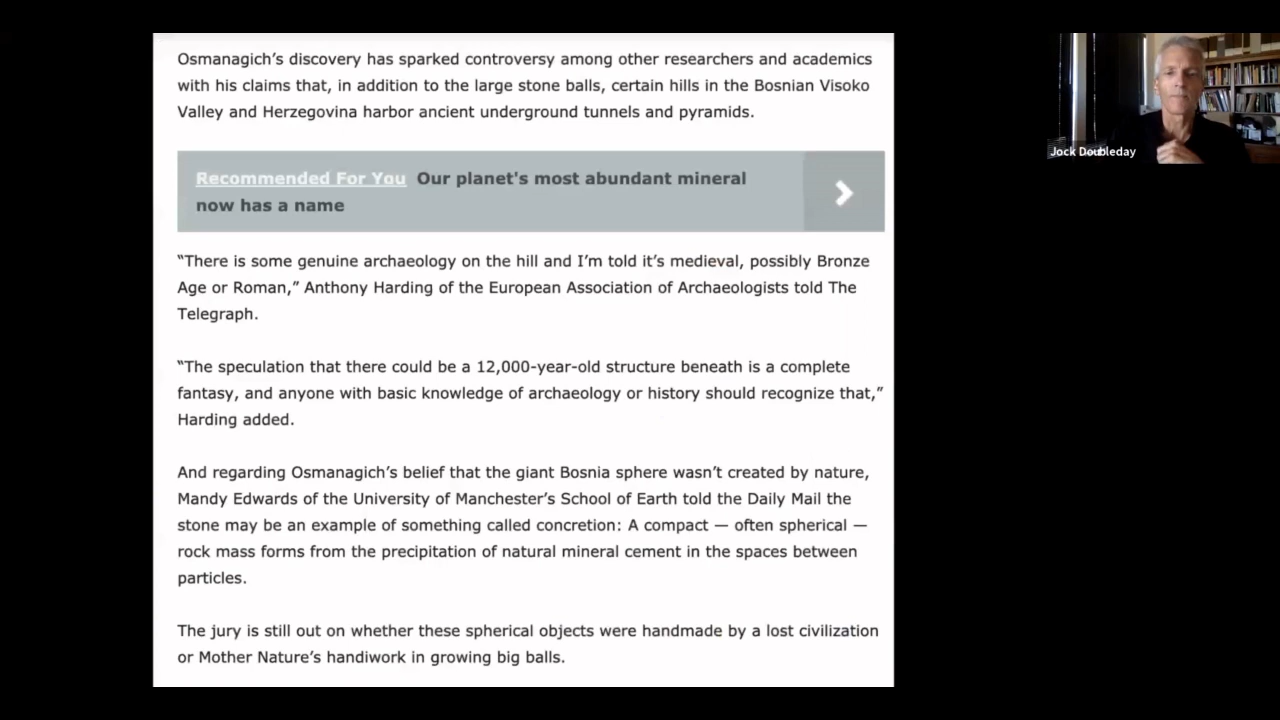 Osmanagich’s discovery has sparked controversy among other researchers and academics
with his claims that, in addition to the large stone balls, certain hills in the Bosnian Visoko
Valley and Herzegovina harbor ancient underground tunnels and pyramids.
Recommended For You Our planet's most abundant mineral
now has a name
“There is some genuine archaeology on the hill and I’m told it’s medieval, possibly Bronze
Age or Roman,” Anthony Harding of the European Association of Archaeologists told The
Telegraph.
“The speculation that there could be a 12,000-year-old structure beneath is a complete
fantasy, and anyone with basic knowledge of archaeology or history should recognize that,”
Harding added.
And regarding Osmanagich’s belief that the giant Bosnia sphere wasn’t created by nature,
Mandy Edwards of the University of Manchester’s School of Earth told the Daily Mail the
stone may be an example of something called concretion: A compact — often spherical —
rock mass forms from the precipitation of natural mineral cement in the spaces between
particles.
The jury is still out on whether these spherical objects were handmade by a lost civilization
or Mother Nature’s handiwork in growing big balls.
Jock Doubleday